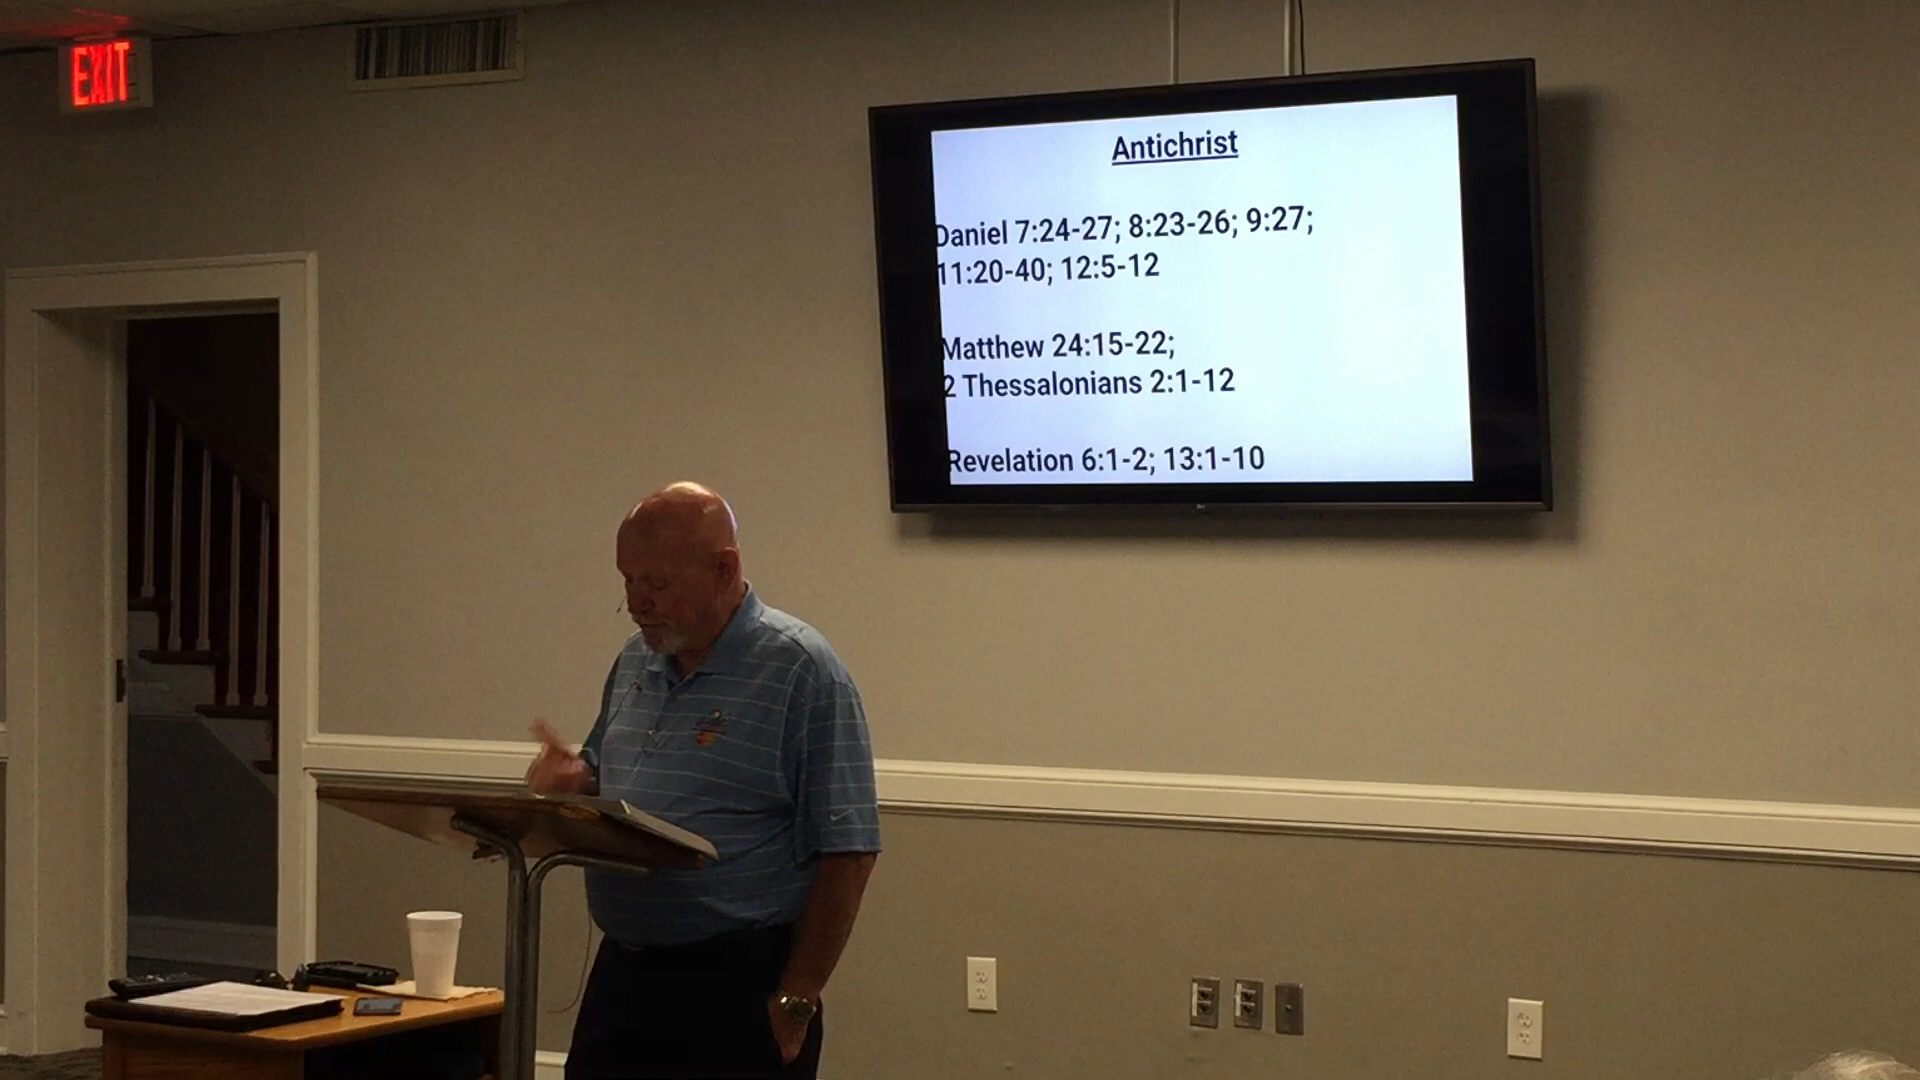 EXIT
Antichrist
Daniel 7:24-27; 8:23-26; 9:27;
11:20-40; 12:5-12
Matthew 24:15-22;
2 Thessalonians 2:1-12
Revelation 6:1-2; 13:1-10